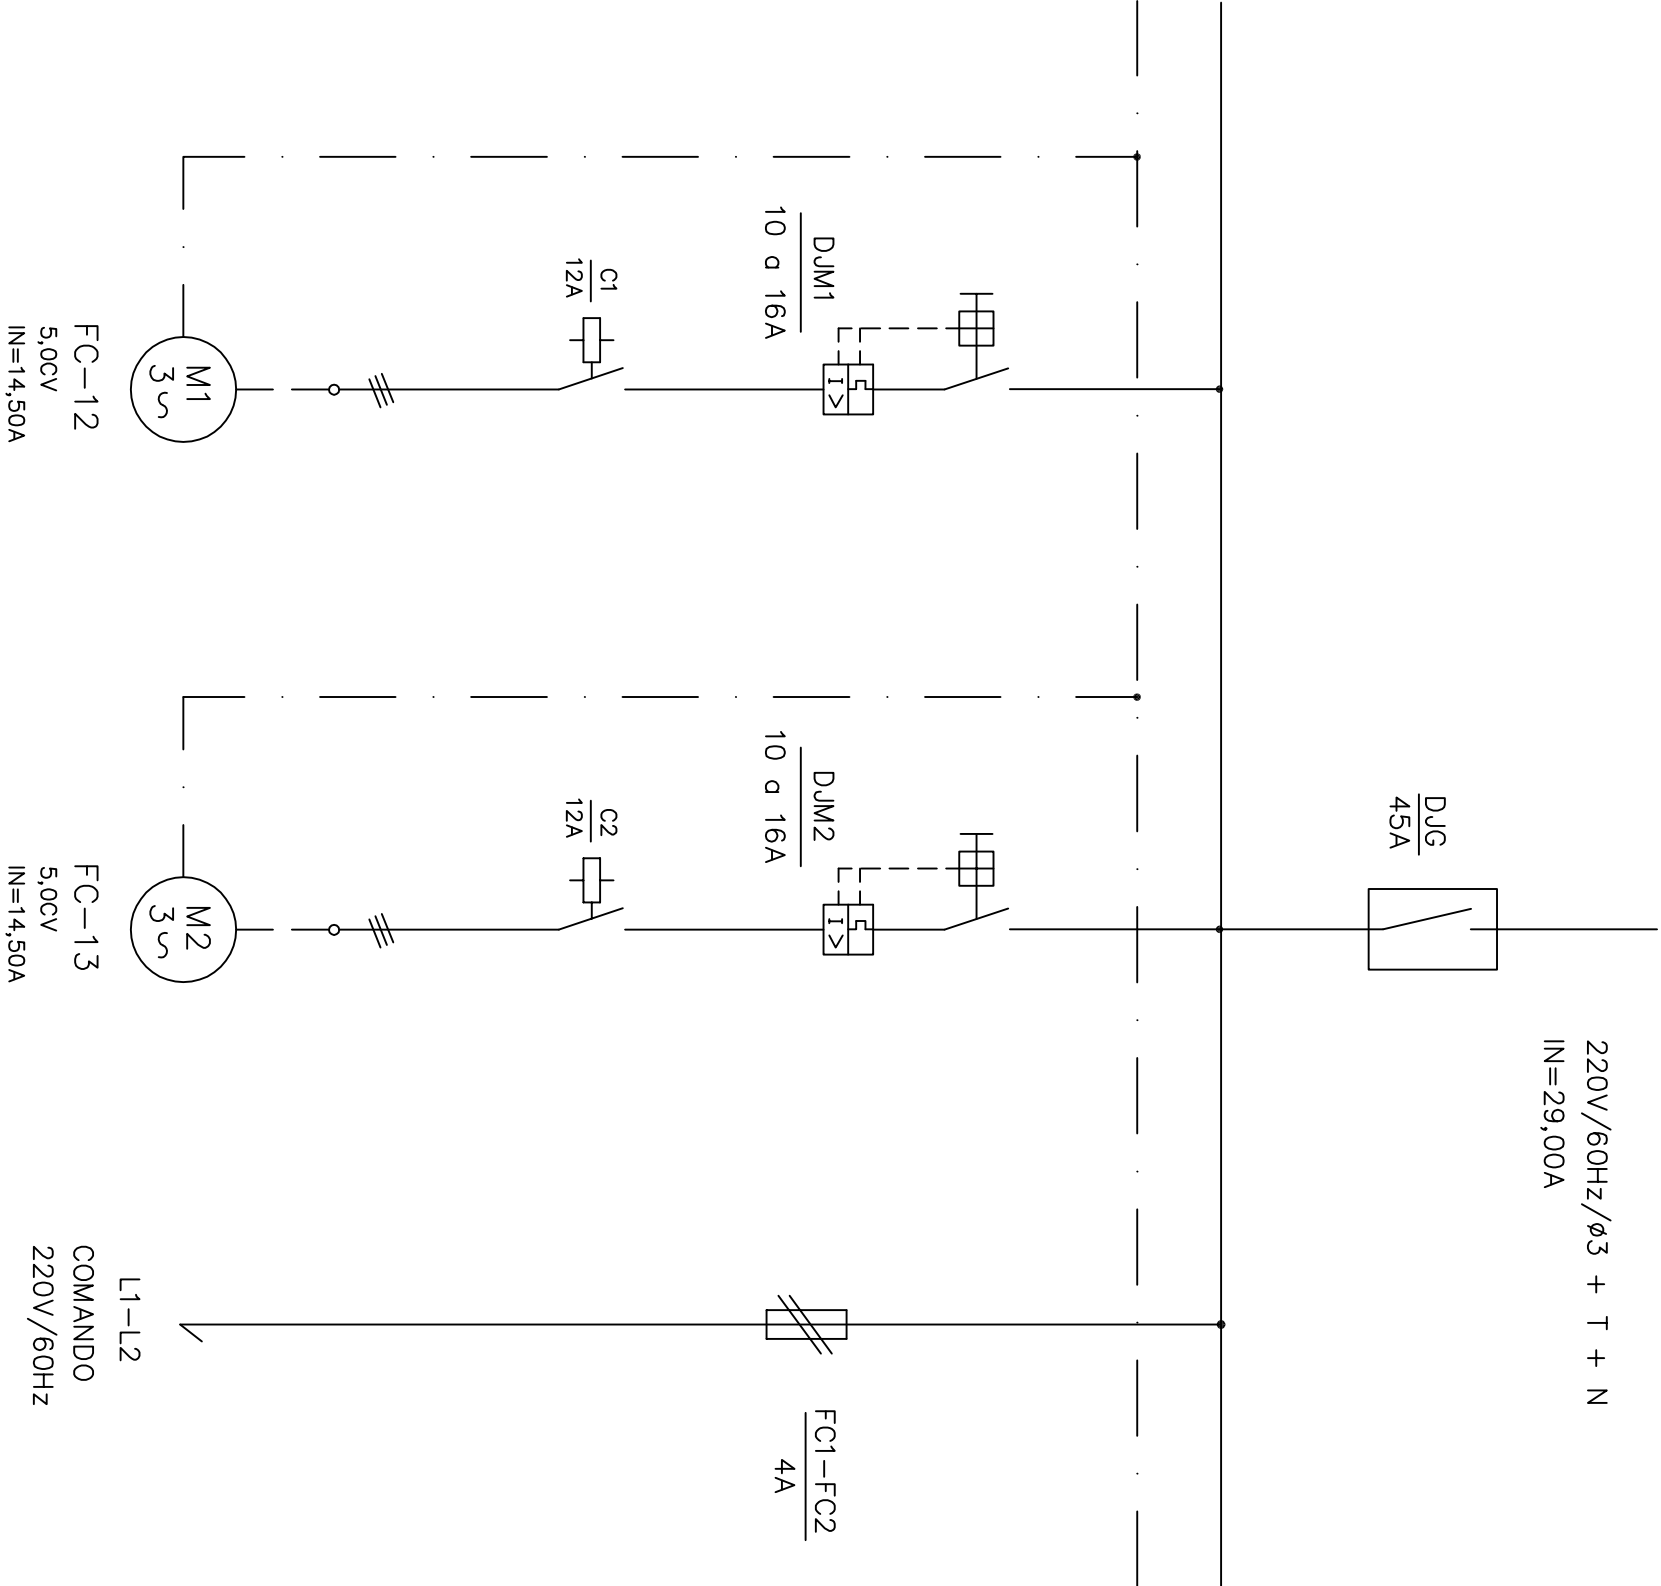 220V/60Hz/ø3 + T + N
IN=29,00A
DJG
45A
DJM1
10 a 16A
I>
C1
12A
M1
3~
FC-12
5,0CV
IN=14,50A
DJM2
10 a 16A
I>
C2
12A
M2
3~
FC-13
5,0CV
IN=14,50A
FC1-FC2
4A
L1-L2
COMANDO
220V/60Hz